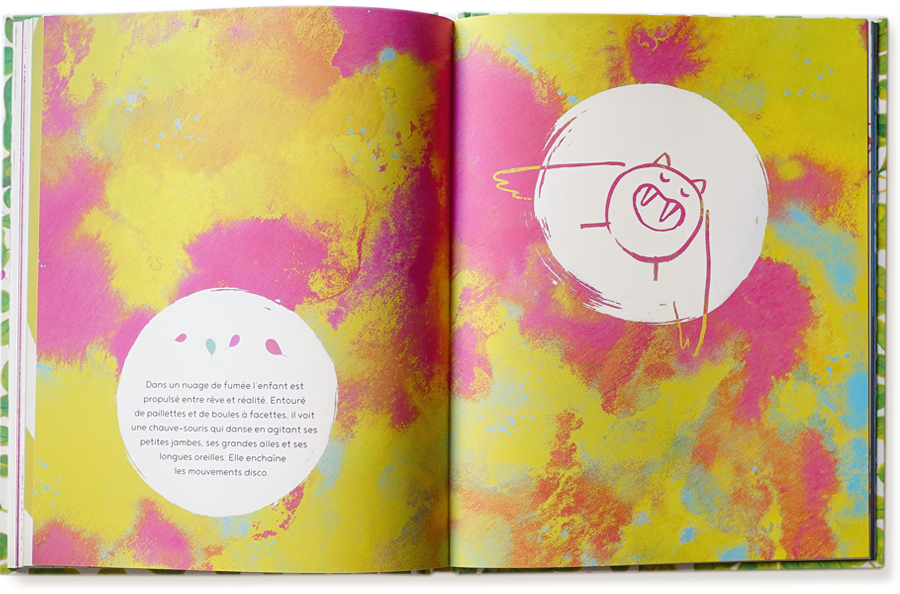 Dans un nuage de fumée l'enfant est
propulsé entre rêve et réalité. Entouré
de paillettes et de boules à facettes, il voit
une chauve-souris qui danse en agitant ses
petites jambes, ses grandes ailes et ses
longues oreilles. Elle enchaîne
les mouvements disco.